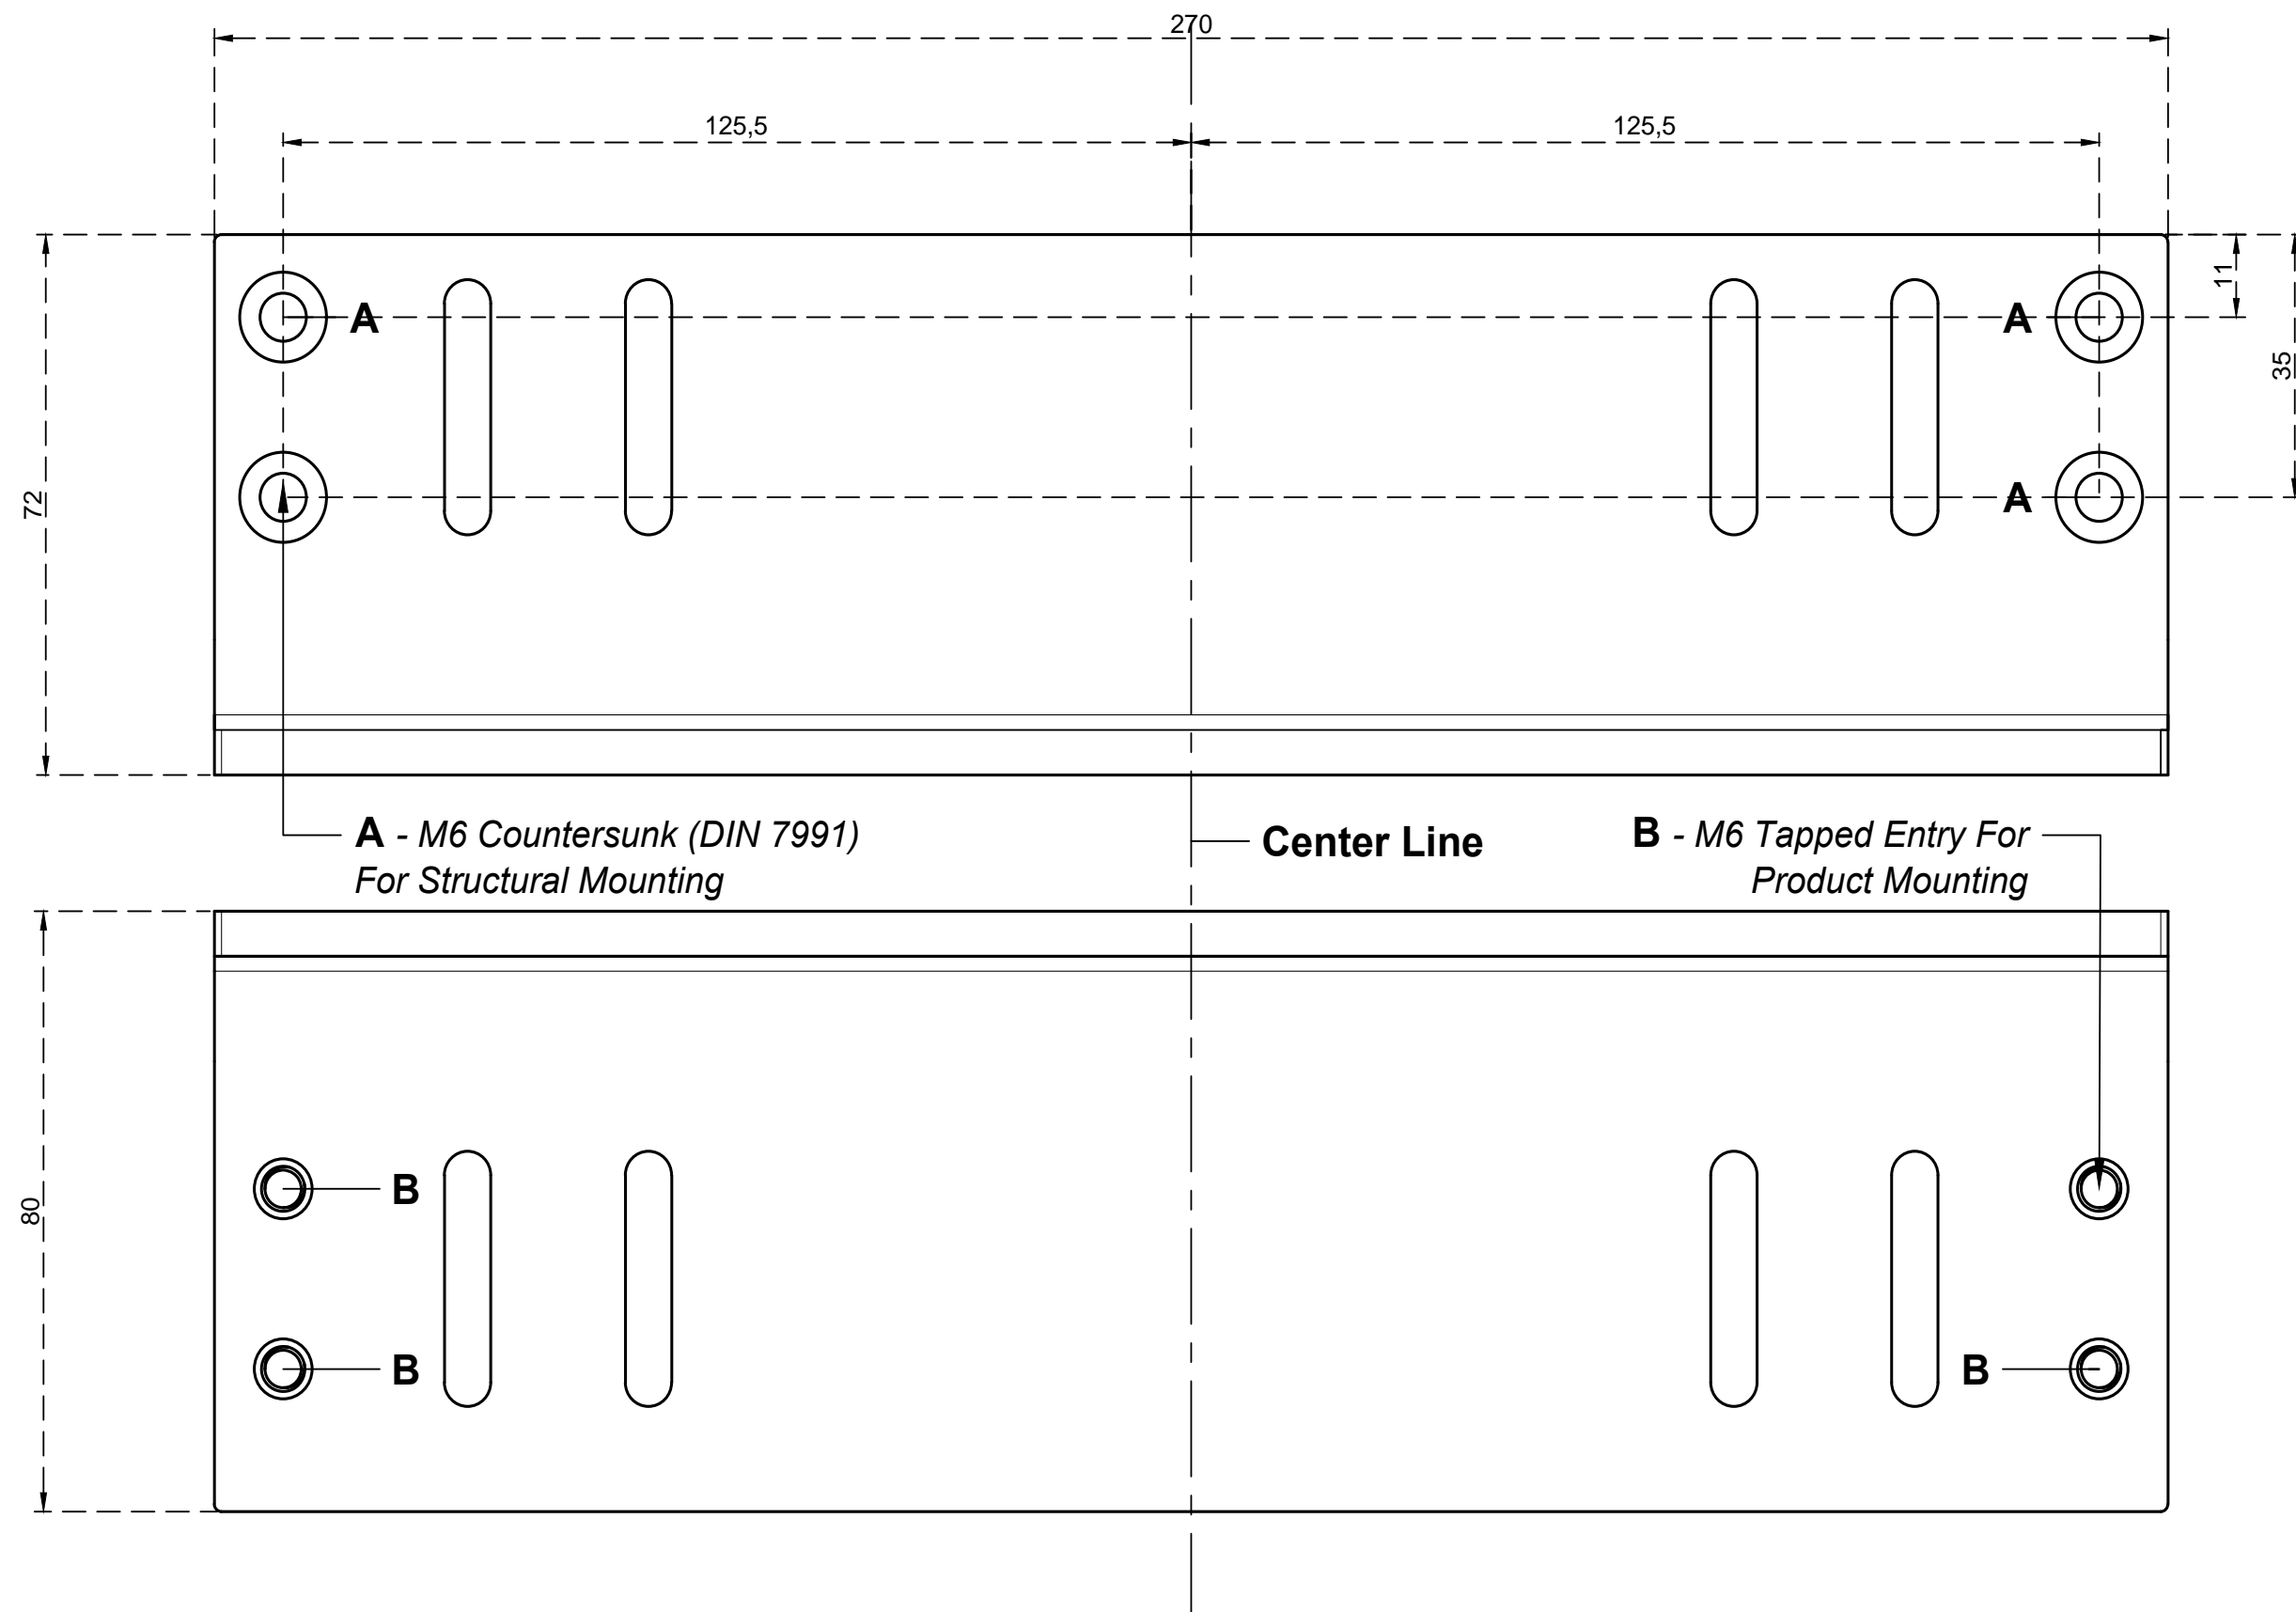 270
125,5
125,5
11
A
A
35
72
A
A - M6 Countersunk (DIN 7991)
For Structural Mounting
Center Line
B - M6 Tapped Entry For
Product Mounting
B
80
B
B